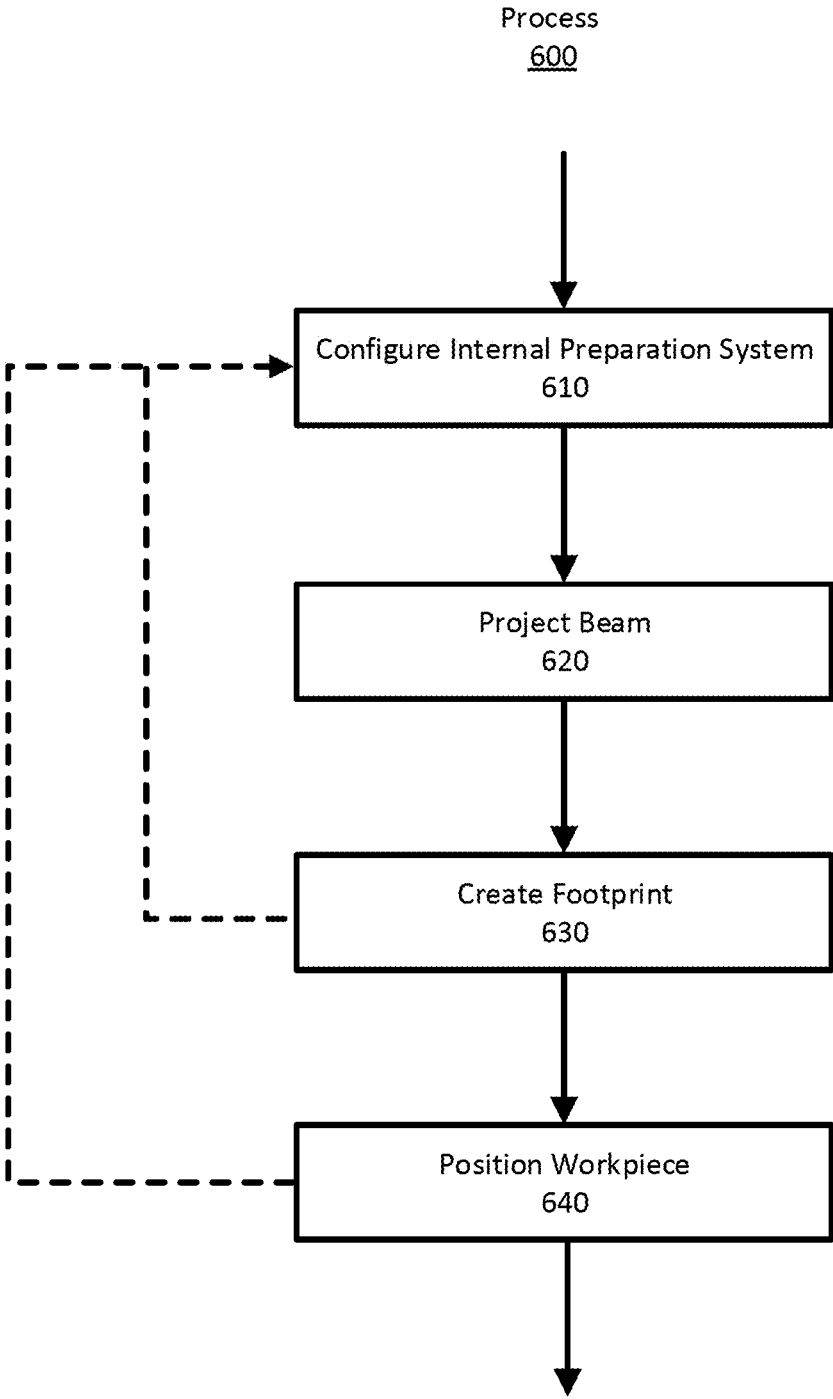 Process
600
Configure Internal Preparation System
610
Project Beam
620
Create Footprint
630
Position Workpiece
640